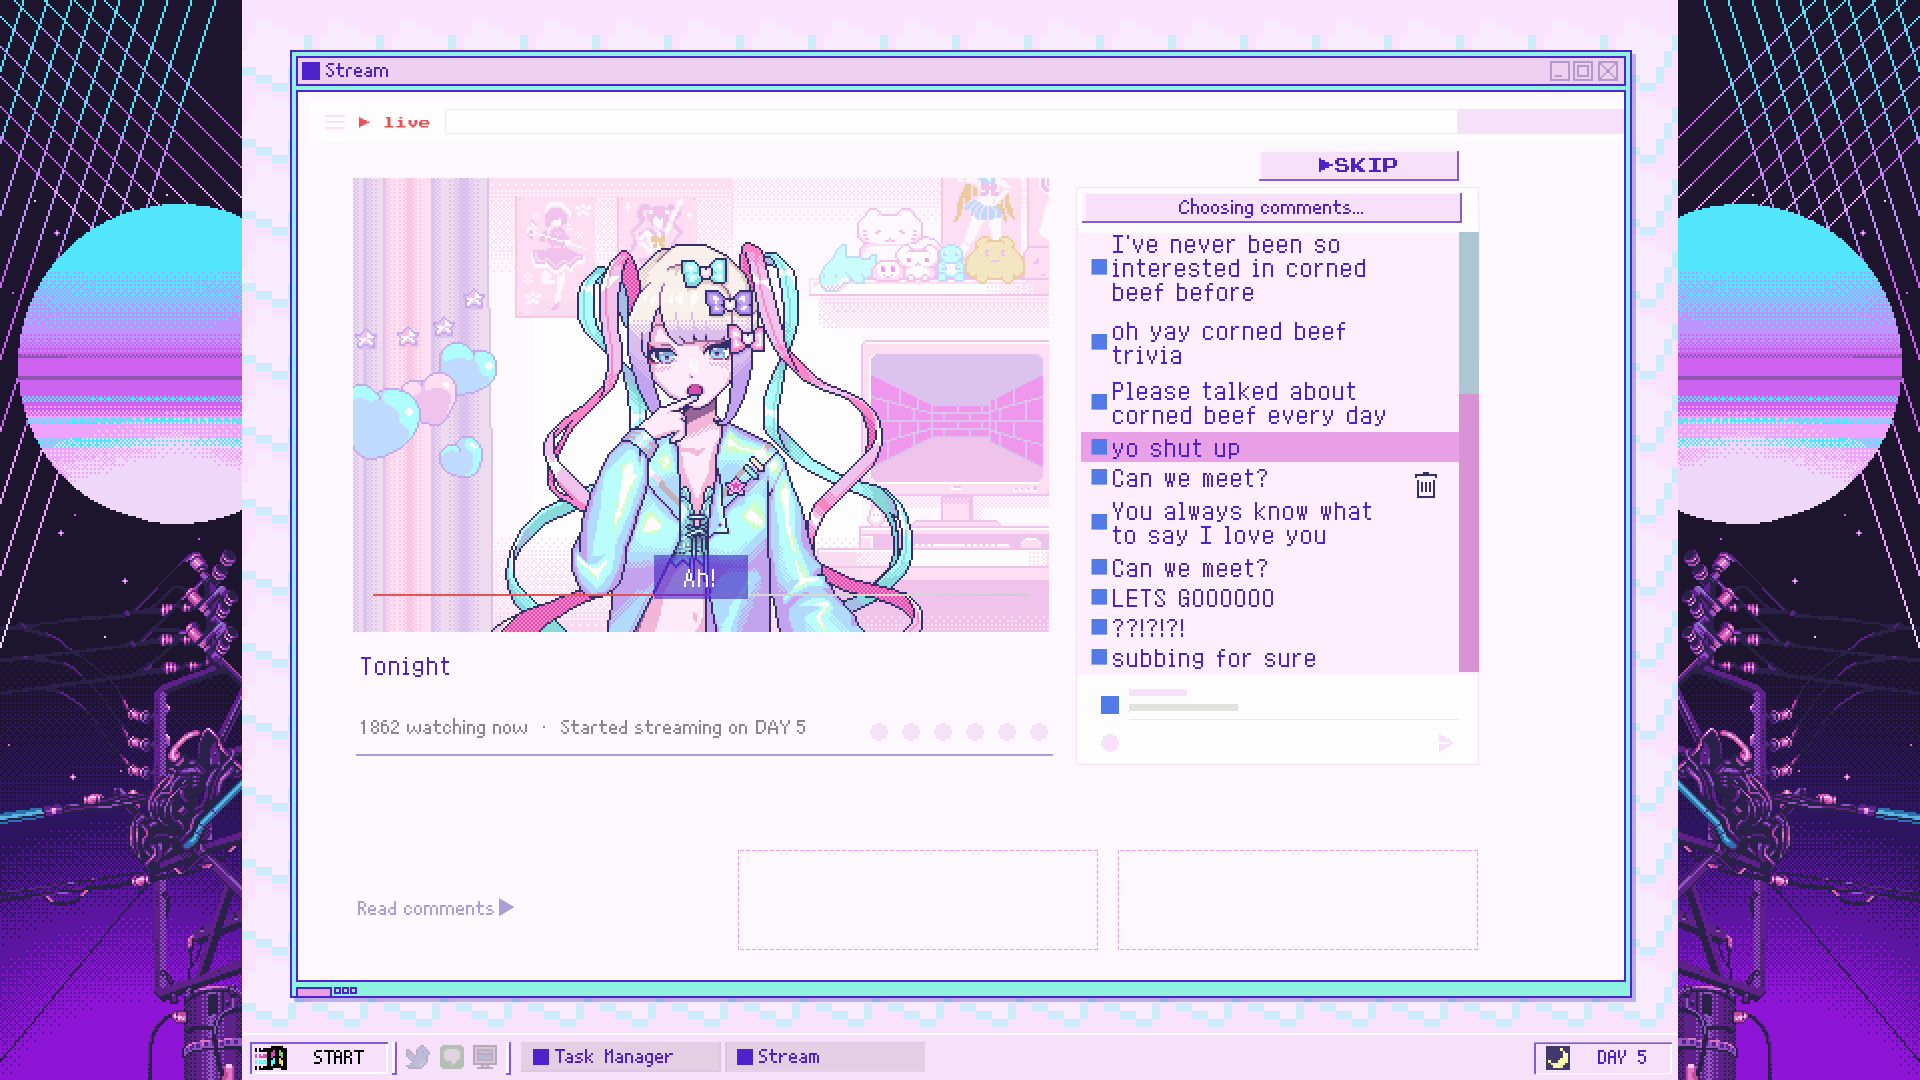 Stream
live
SKIP
Choosing comments...
I've never been so
interested in corned
beef before
oh yay corned beef
trivia
Please talked about
corned beef every day
yo shut up
Can we meet?
You always know what
to say I love you
Can we meet?
LETS GOOOOOO
??!?!?!
subbing for sure
Ah!
Tonight
1862 watching now · Started streaming on DAY 5
Read comments
START
Task Manager
Stream
DAY 5